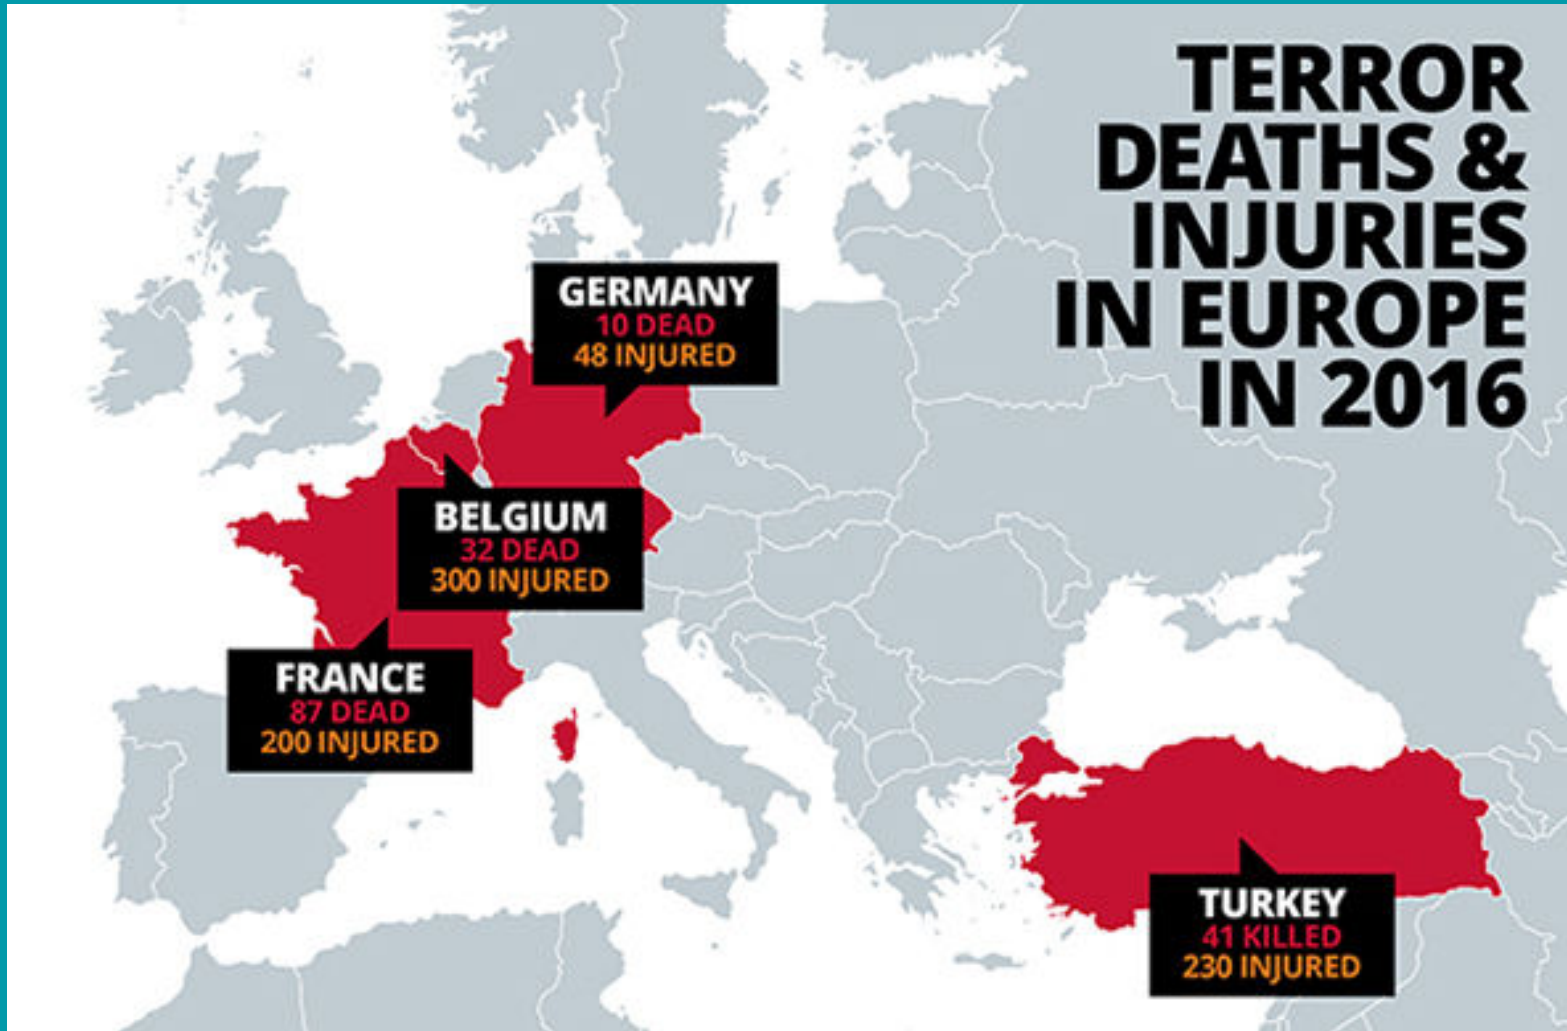 TERROR
DEATHS &
INJURIES
IN EUROPE
IN 2016
GERMANY
10 DEAD
48 INJURED
BELGIUM
32 DEAD
300 INJURED
FRANCE
87 DEAD
200 INJURED
TURKEY
41 KILLED
230 INJURED